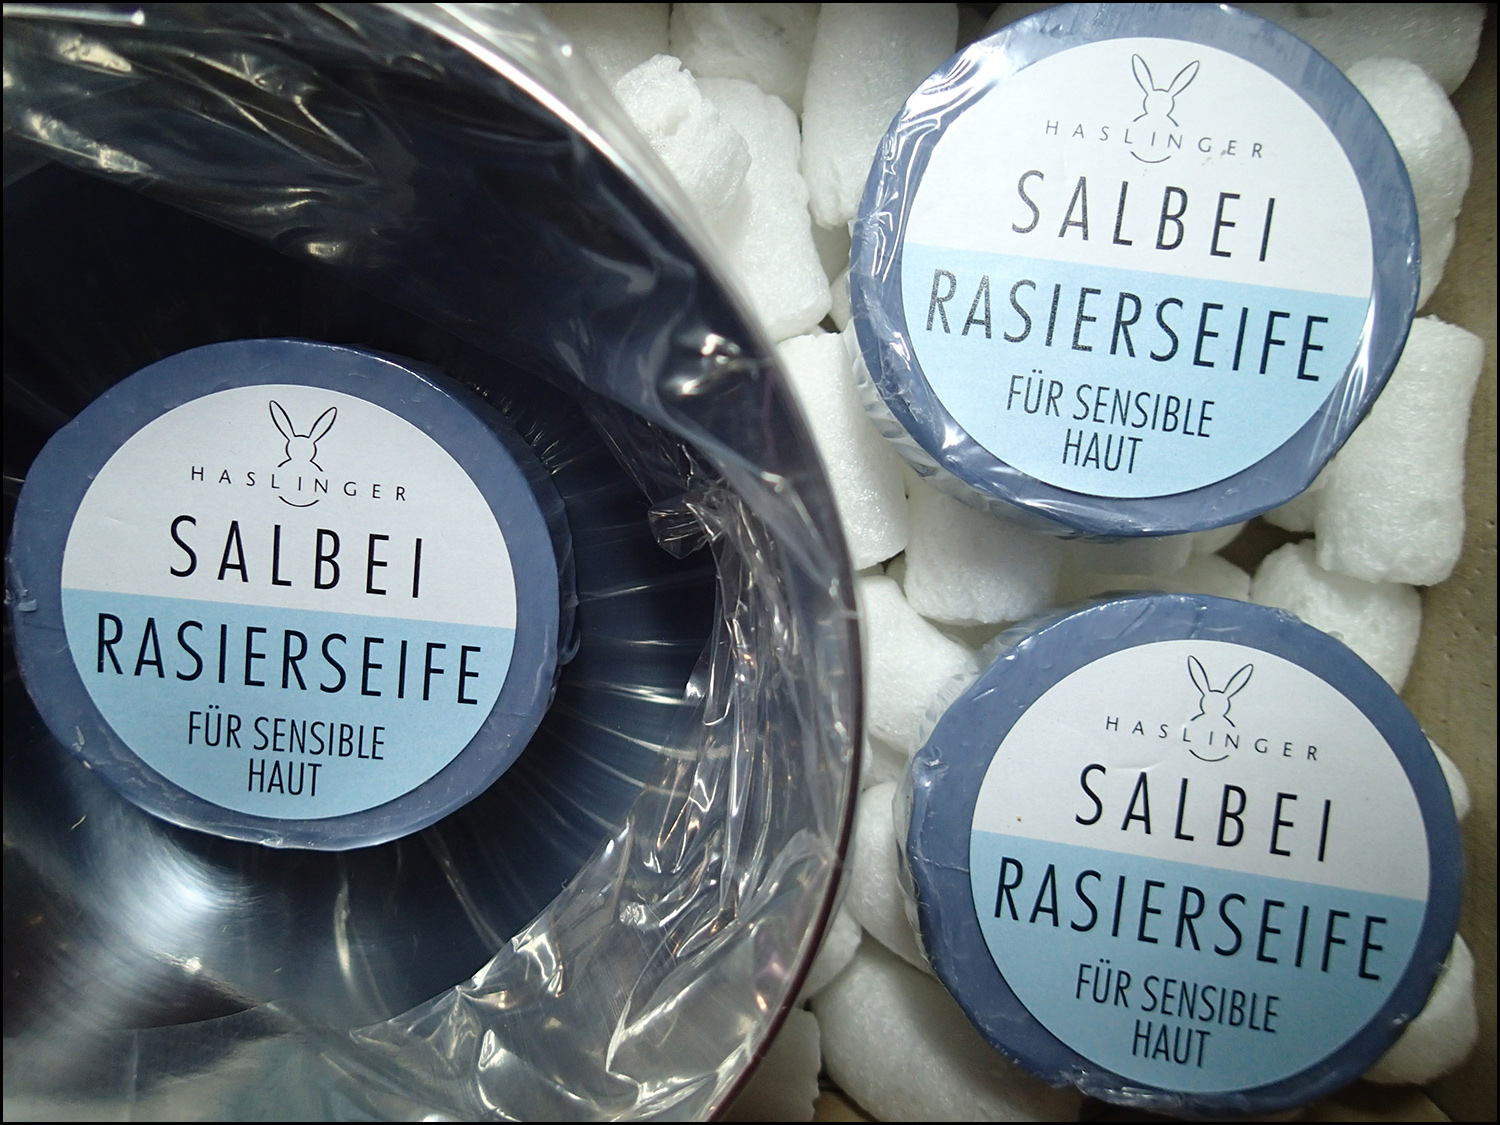 HASLINGER
SALBEI
RASIERSEIFE
FÜR SENSIBLE
HAUT
HASLINGER
SALBEI
RASIERSEIFE
FÜR SENSIBLE
HAUT
HASLINGER
SALBEI
RASIERSEIFE
FÜR SENSIBLE
HAUT